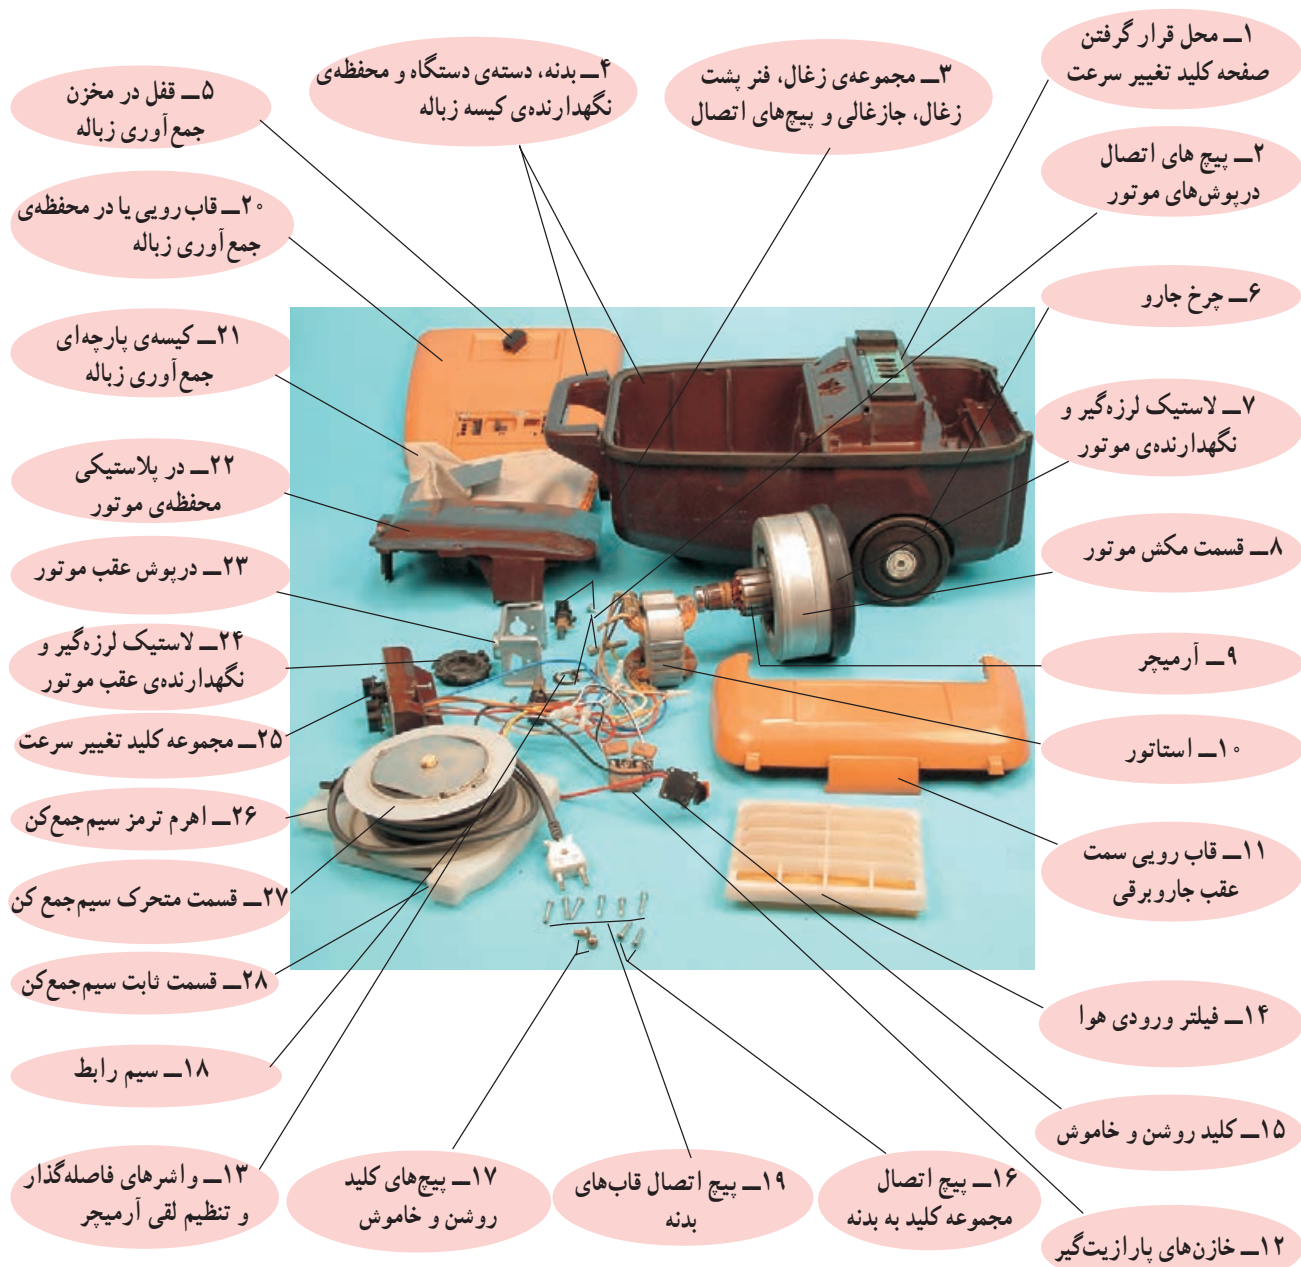 ۱ــ محل قرار گرفتن
صفحه کلید تغییر سرعت
۲ــ پیچ های اتصال
درپوش‌های موتور
۳ــ مجموعه‌ی زغال، فنر پشت
زغال، جازغالی و پیچ‌های اتصال
۴ــ بدنه، دسته‌ی دستگاه و محفظه‌ی
نگهدارنده‌ی کیسه زباله
۵ــ قفل در مخزن
جمع‌آوری زباله
۲۰ــ قاب رویی یا در محفظه‌ی
جمع‌آوری زباله
۶ــ چرخ جارو
۲۱ــ کیسه‌ی پارچه‌ای
جمع‌آوری زباله
۷ــ لاستیک لرزه‌گیر و
نگهدارنده‌ی موتور
۲۲ــ در پلاستیکی
محفظه‌ی موتور
۸ــ قسمت مکش موتور
۲۳ــ درپوش عقب موتور
۹ــ آرمیچر
۲۴ــ لاستیک لرزه‌گیر و
نگهدارنده‌ی عقب موتور
۱۰ــ استاتور
۲۵ــ مجموعه کلید تغییر سرعت
۲۶ــ اهرم ترمز سیم‌جمع‌کن
۱۱ــ قاب رویی سمت
عقب جاروبرقی
۲۷ــ قسمت متحرک سیم‌جمع کن
۲۸ــ قسمت ثابت سیم‌جمع‌کن
۱۴ــ فیلتر ورودی هوا
۱۸ــ سیم رابط
۱۵ــ کلید روشن و خاموش
۱۶ــ پیچ اتصال
مجموعه کلید به بدنه
۱۹ــ پیچ اتصال قاب‌های
بدنه
۱۷ــ پیچ‌های کلید
روشن و خاموش
۱۳ــ واشرهای فاصله‌گذار
و تنظیم لقی آرمیچر
۱۲ــ خازن‌های پارازیت‌گیر